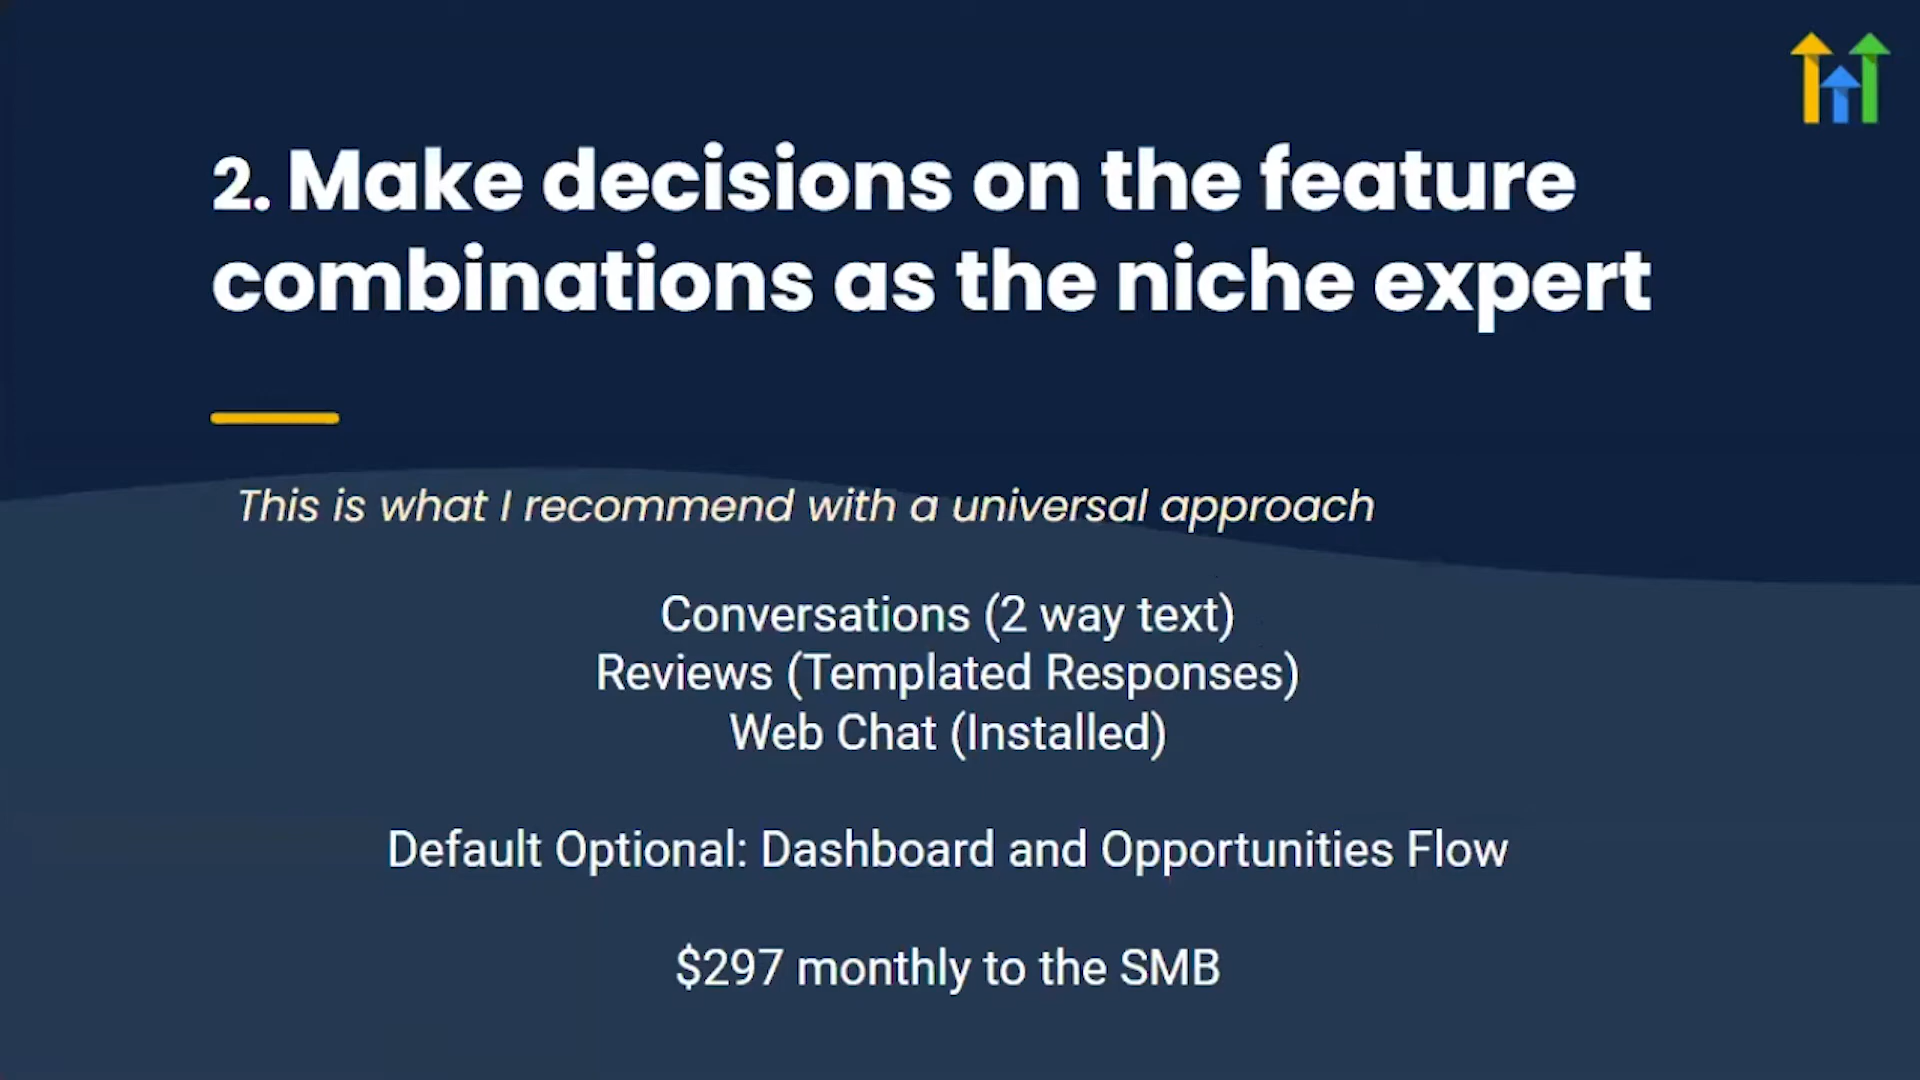 2. Make decisions on the feature
combinations as the niche expert
This is what I recommend with a universal approach
Conversations (2 way text)
Reviews (Templated Responses)
Web Chat (Installed)
Default Optional: Dashboard and Opportunities Flow
$297 monthly to the SMB